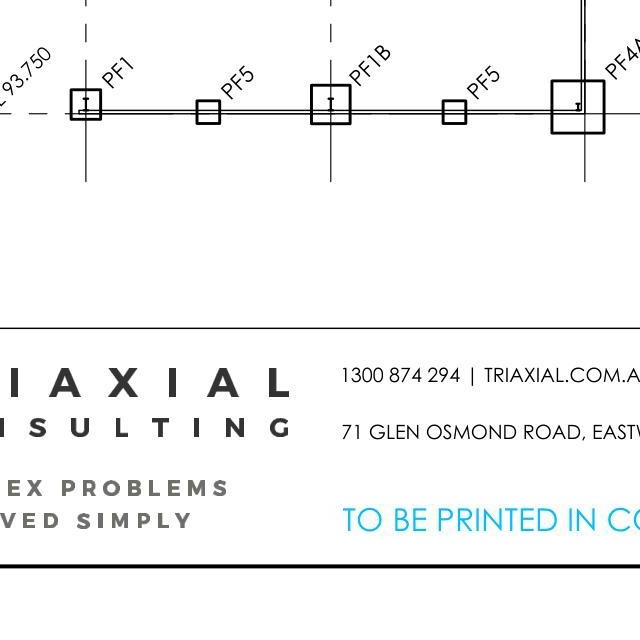 93.750
PF1
PF5
PF1B
PF5
PF4A
IAXIAL
NSULTING
EX PROBLEMS
VED SIMPLY
1300 874 294 | TRIAXIAL.COM.A
71 GLEN OSMOND ROAD, EASTW
TO BE PRINTED IN CO